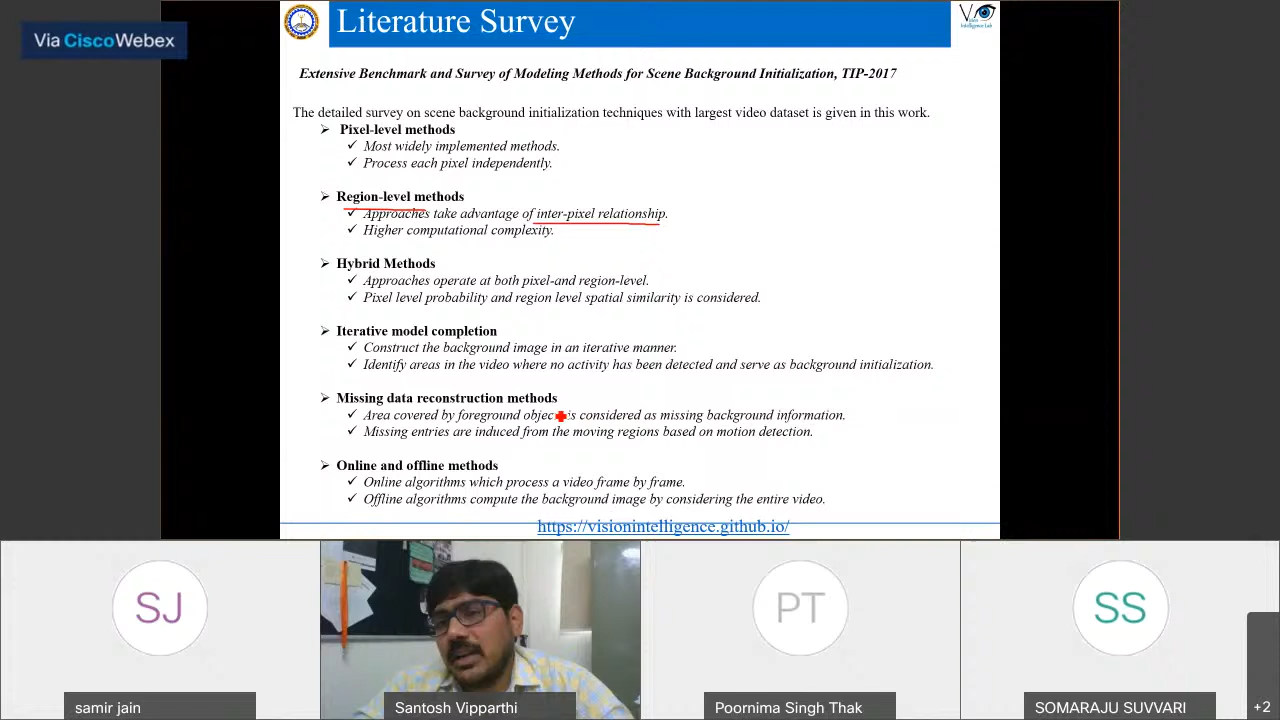 Via CiscoWebex
Literature Survey
Vision
Intelligence Lab
Extensive Benchmark and Survey of Modeling Methods for Scene Background Initialization, TIP-2017
The detailed survey on scene background initialization techniques with largest video dataset is given in this work.
➢ Pixel-level methods
✓ Most widely implemented methods.
✓ Process each pixel independently.
➢ Region-level methods
✓ Approaches take advantage of inter-pixel relationship.
✓ Higher computational complexity.
➢ Hybrid Methods
✓ Approaches operate at both pixel-and region-level.
✓ Pixel level probability and region level spatial similarity is considered.
➢ Iterative model completion
✓ Construct the background image in an iterative manner.
✓ Identify areas in the video where no activity has been detected and serve as background initialization.
➢ Missing data reconstruction methods
✓ Area covered by foreground objects is considered as missing background information.
✓ Missing entries are induced from the moving regions based on motion detection.
➢ Online and offline methods
✓ Online algorithms which process a video frame by frame.
✓ Offline algorithms compute the background image by considering the entire video.
https://visionintelligence.github.io/
SJ
PT
SS
samir jain
Santosh Vipparthi
Poornima Singh Thak
SOMARAJU SUVVARI
+2